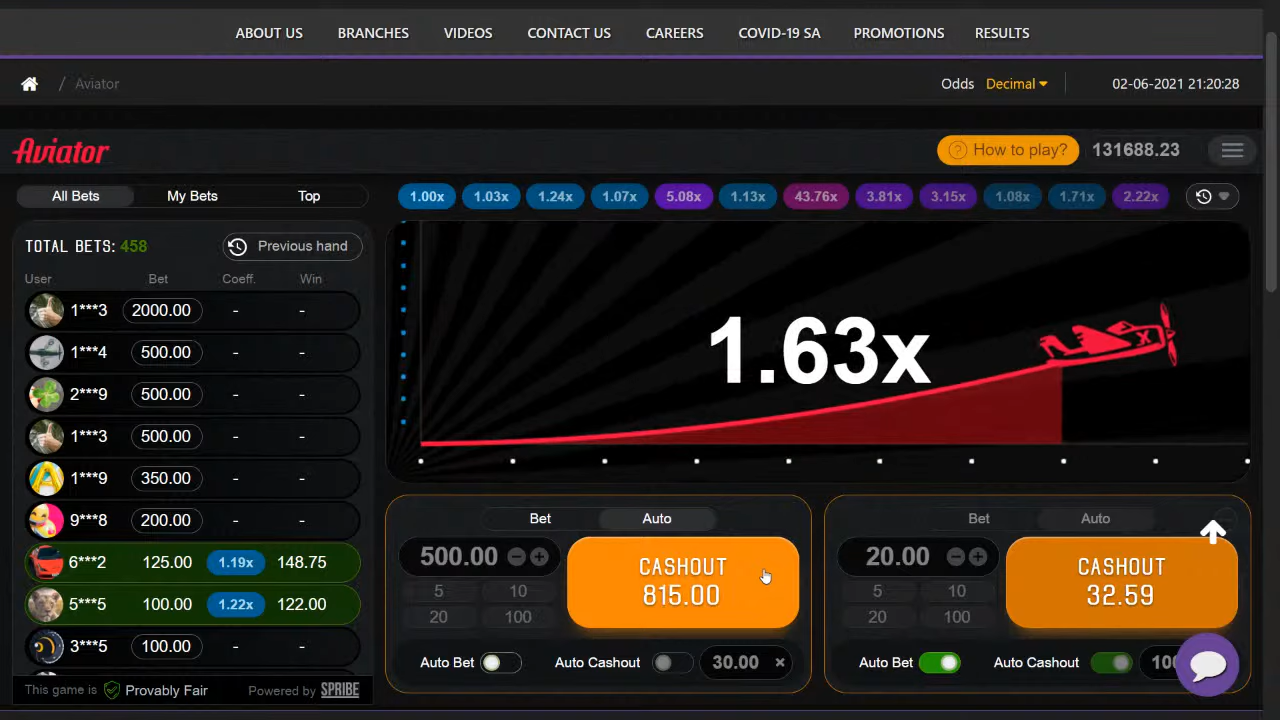 ABOUT US BRANCHES VIDEOS CONTACT US CAREERS COVID-19 SA PROMOTIONS RESULTS
/ Aviator Odds Decimal 02-06-2021 21:20:28
Aviator ? How to play? 131688.23
All Bets My Bets Top
1.00x 1.03x 1.24x 1.07x 5.08x 1.13x 43.76x 3.81x 3.15x 1.08x 1.71x 2.22x
TOTAL BETS: 458 Previous hand
User Bet Coeff. Win
1***3 2000.00 - -
1***4 500.00 - -
2***9 500.00 - -
1***3 500.00 - -
1***9 350.00 - -
9***8 200.00 - -
6***2 125.00 1.19x 148.75
5***5 100.00 1.22x 122.00
3***5 100.00 - -
This game is Provably Fair Powered by SPRIBE
1.63x
X
Bet Auto
500.00 - +
5 10
20 100
CASHOUT
815.00
Auto Bet Auto Cashout 30.00 ×
Bet Auto
20.00 - +
5 10
20 100
CASHOUT
32.59
Auto Bet Auto Cashout